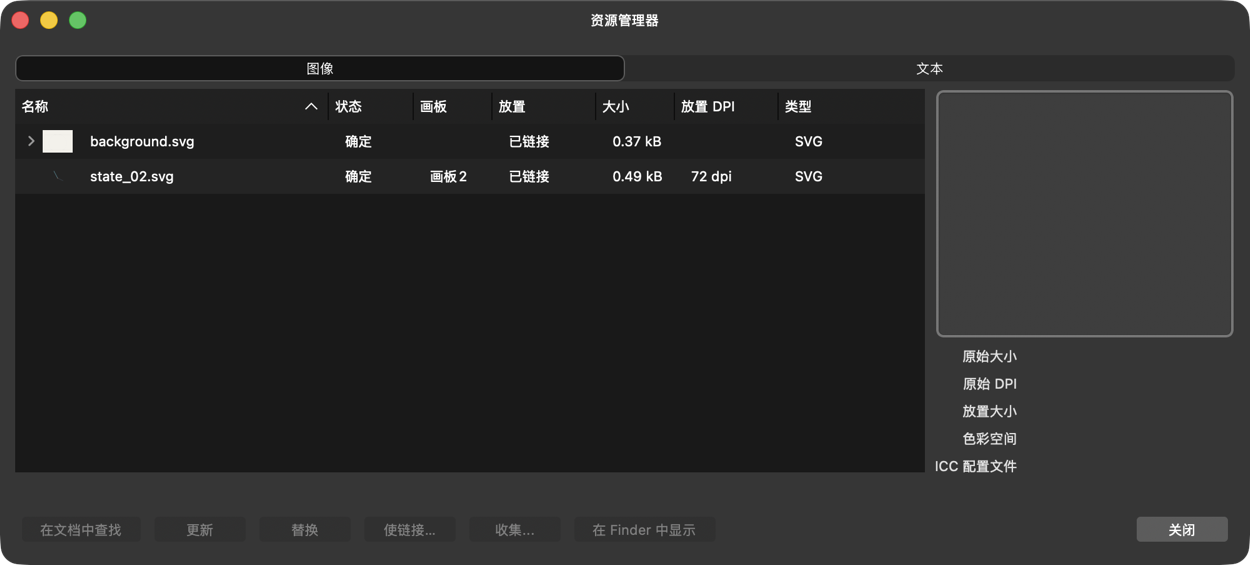 资源管理器
图像 文本
名称 状态 画板 放置 大小 放置 DPI 类型
background.svg 确定 已链接 0.37 kB SVG
state_02.svg 确定 画板 2 已链接 0.49 kB 72 dpi SVG
原始大小
原始 DPI
放置大小
色彩空间
ICC 配置文件
在文档中查找 更新 替换 使链接... 收集... 在 Finder 中显示 关闭